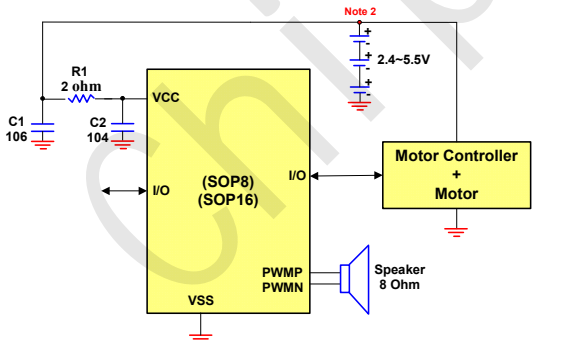 Note 2
+
-
+
-
+
-
2.4~5.5V
R1
2 ohm
VCC
C1
106
C2
104
I/O
(SOP8)
(SOP16)
I/O
Motor Controller
+
Motor
PWMP
PWMN
Speaker
8 Ohm
VSS